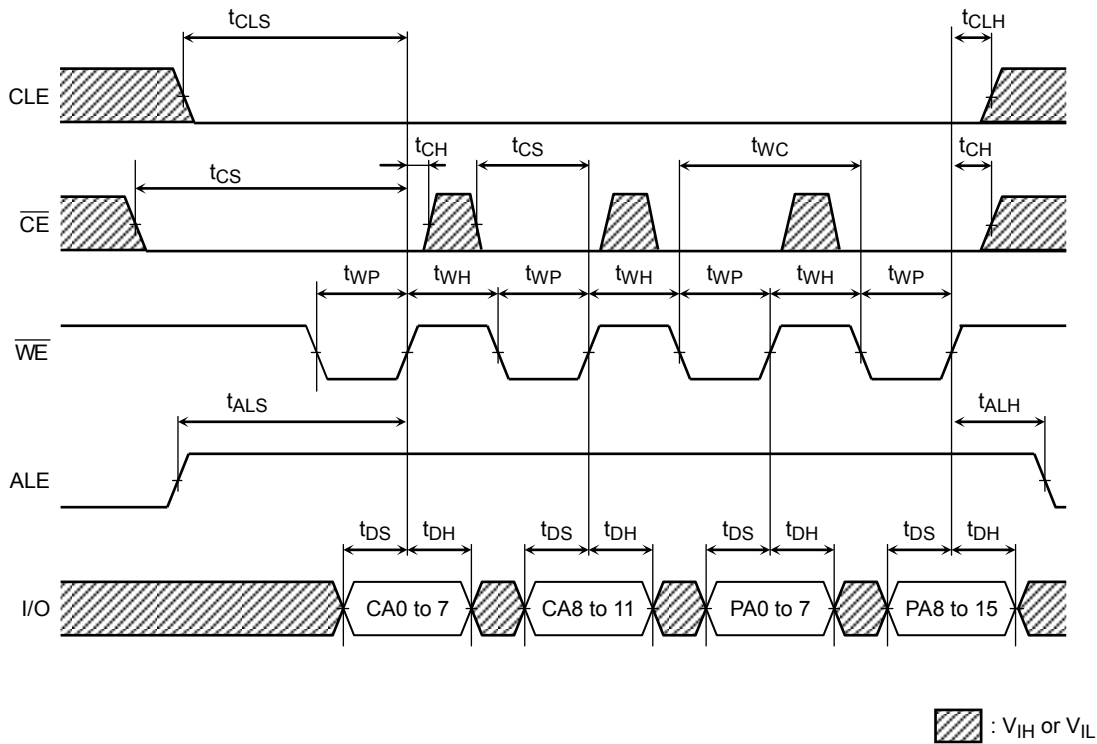 tCLS tCLH
CLE
tCH tCS tWC tCH
tCS
CE
tWP tWH tWP tWH tWP tWH tWP
WE
tALS tALH
ALE
tDS tDH tDS tDH tDS tDH tDS tDH
I/O CA0 to 7 CA8 to 11 PA0 to 7 PA8 to 15
: VIH or VIL